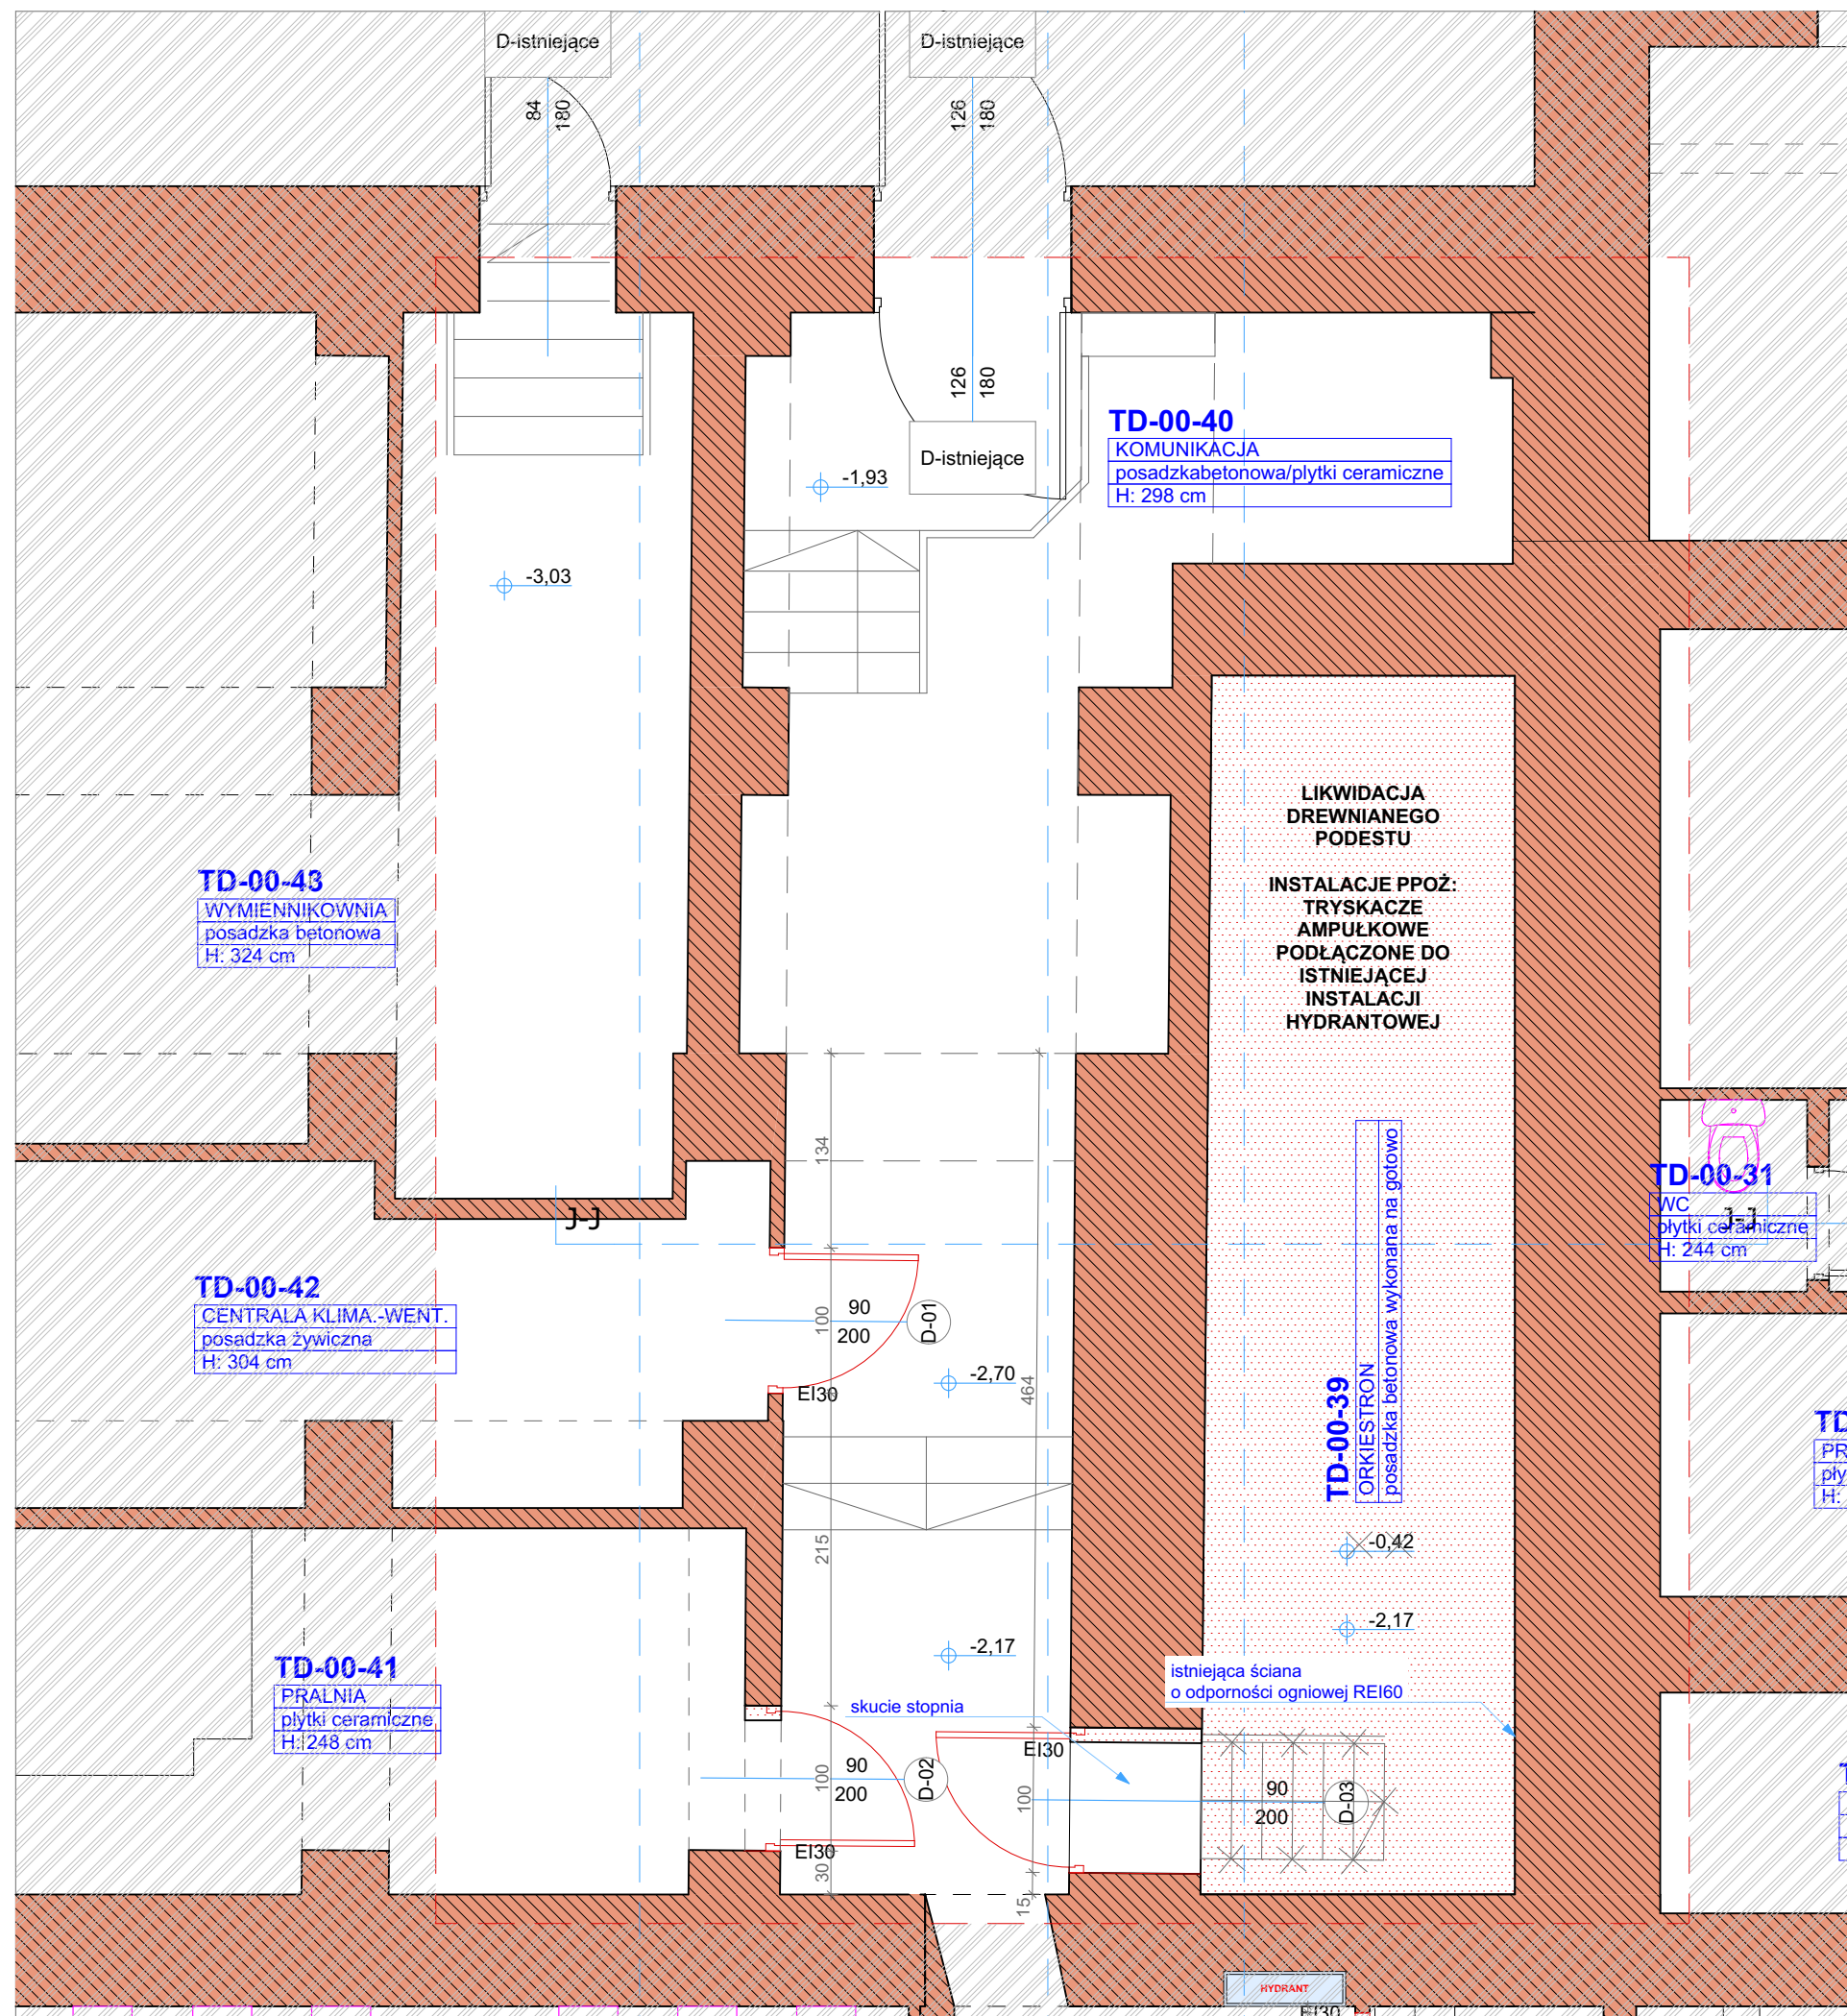 D-istniejące
D-istniejące
84
180
126
180
126
180
D-istniejące
TD-00-40
KOMUNIKACJA
posadzkabetonowa/plytki ceramiczne
H: 298 cm
-1,93
-3,03
LIKWIDACJA
DREWNIANEGO
PODESTU
INSTALACJE PPOŻ:
TRYSKACZE
AMPUŁKOWE
PODŁĄCZONE DO
ISTNIEJĄCEJ
INSTALACJI
HYDRANTOWEJ
TD-00-43
WYMIENNIKOWNIA
posadzka betonowa
H: 324 cm
134
TD-00-39
ORKIESTRON
posadzka betonowa wykonana na gotowo
TD-00-31
WC
płytki ceramiczne
H: 244 cm
J-J
J-J
TD-00-42
CENTRALA KLIMA.-WENT.
posadzka żywiczna
H: 304 cm
100
90
200
D-01
EI30
-2,70
464
215
-0,42
-2,17
-2,17
TD
PR
pły
H:
TD-00-41
PRALNIA
płytki ceramiczne
H: 248 cm
istniejąca ściana
o odporności ogniowej REI60
skucie stopnia
EI30
100
90
200
D-02
100
90
200
D-03
EI30
30
15
T
HYDRANT
EI30